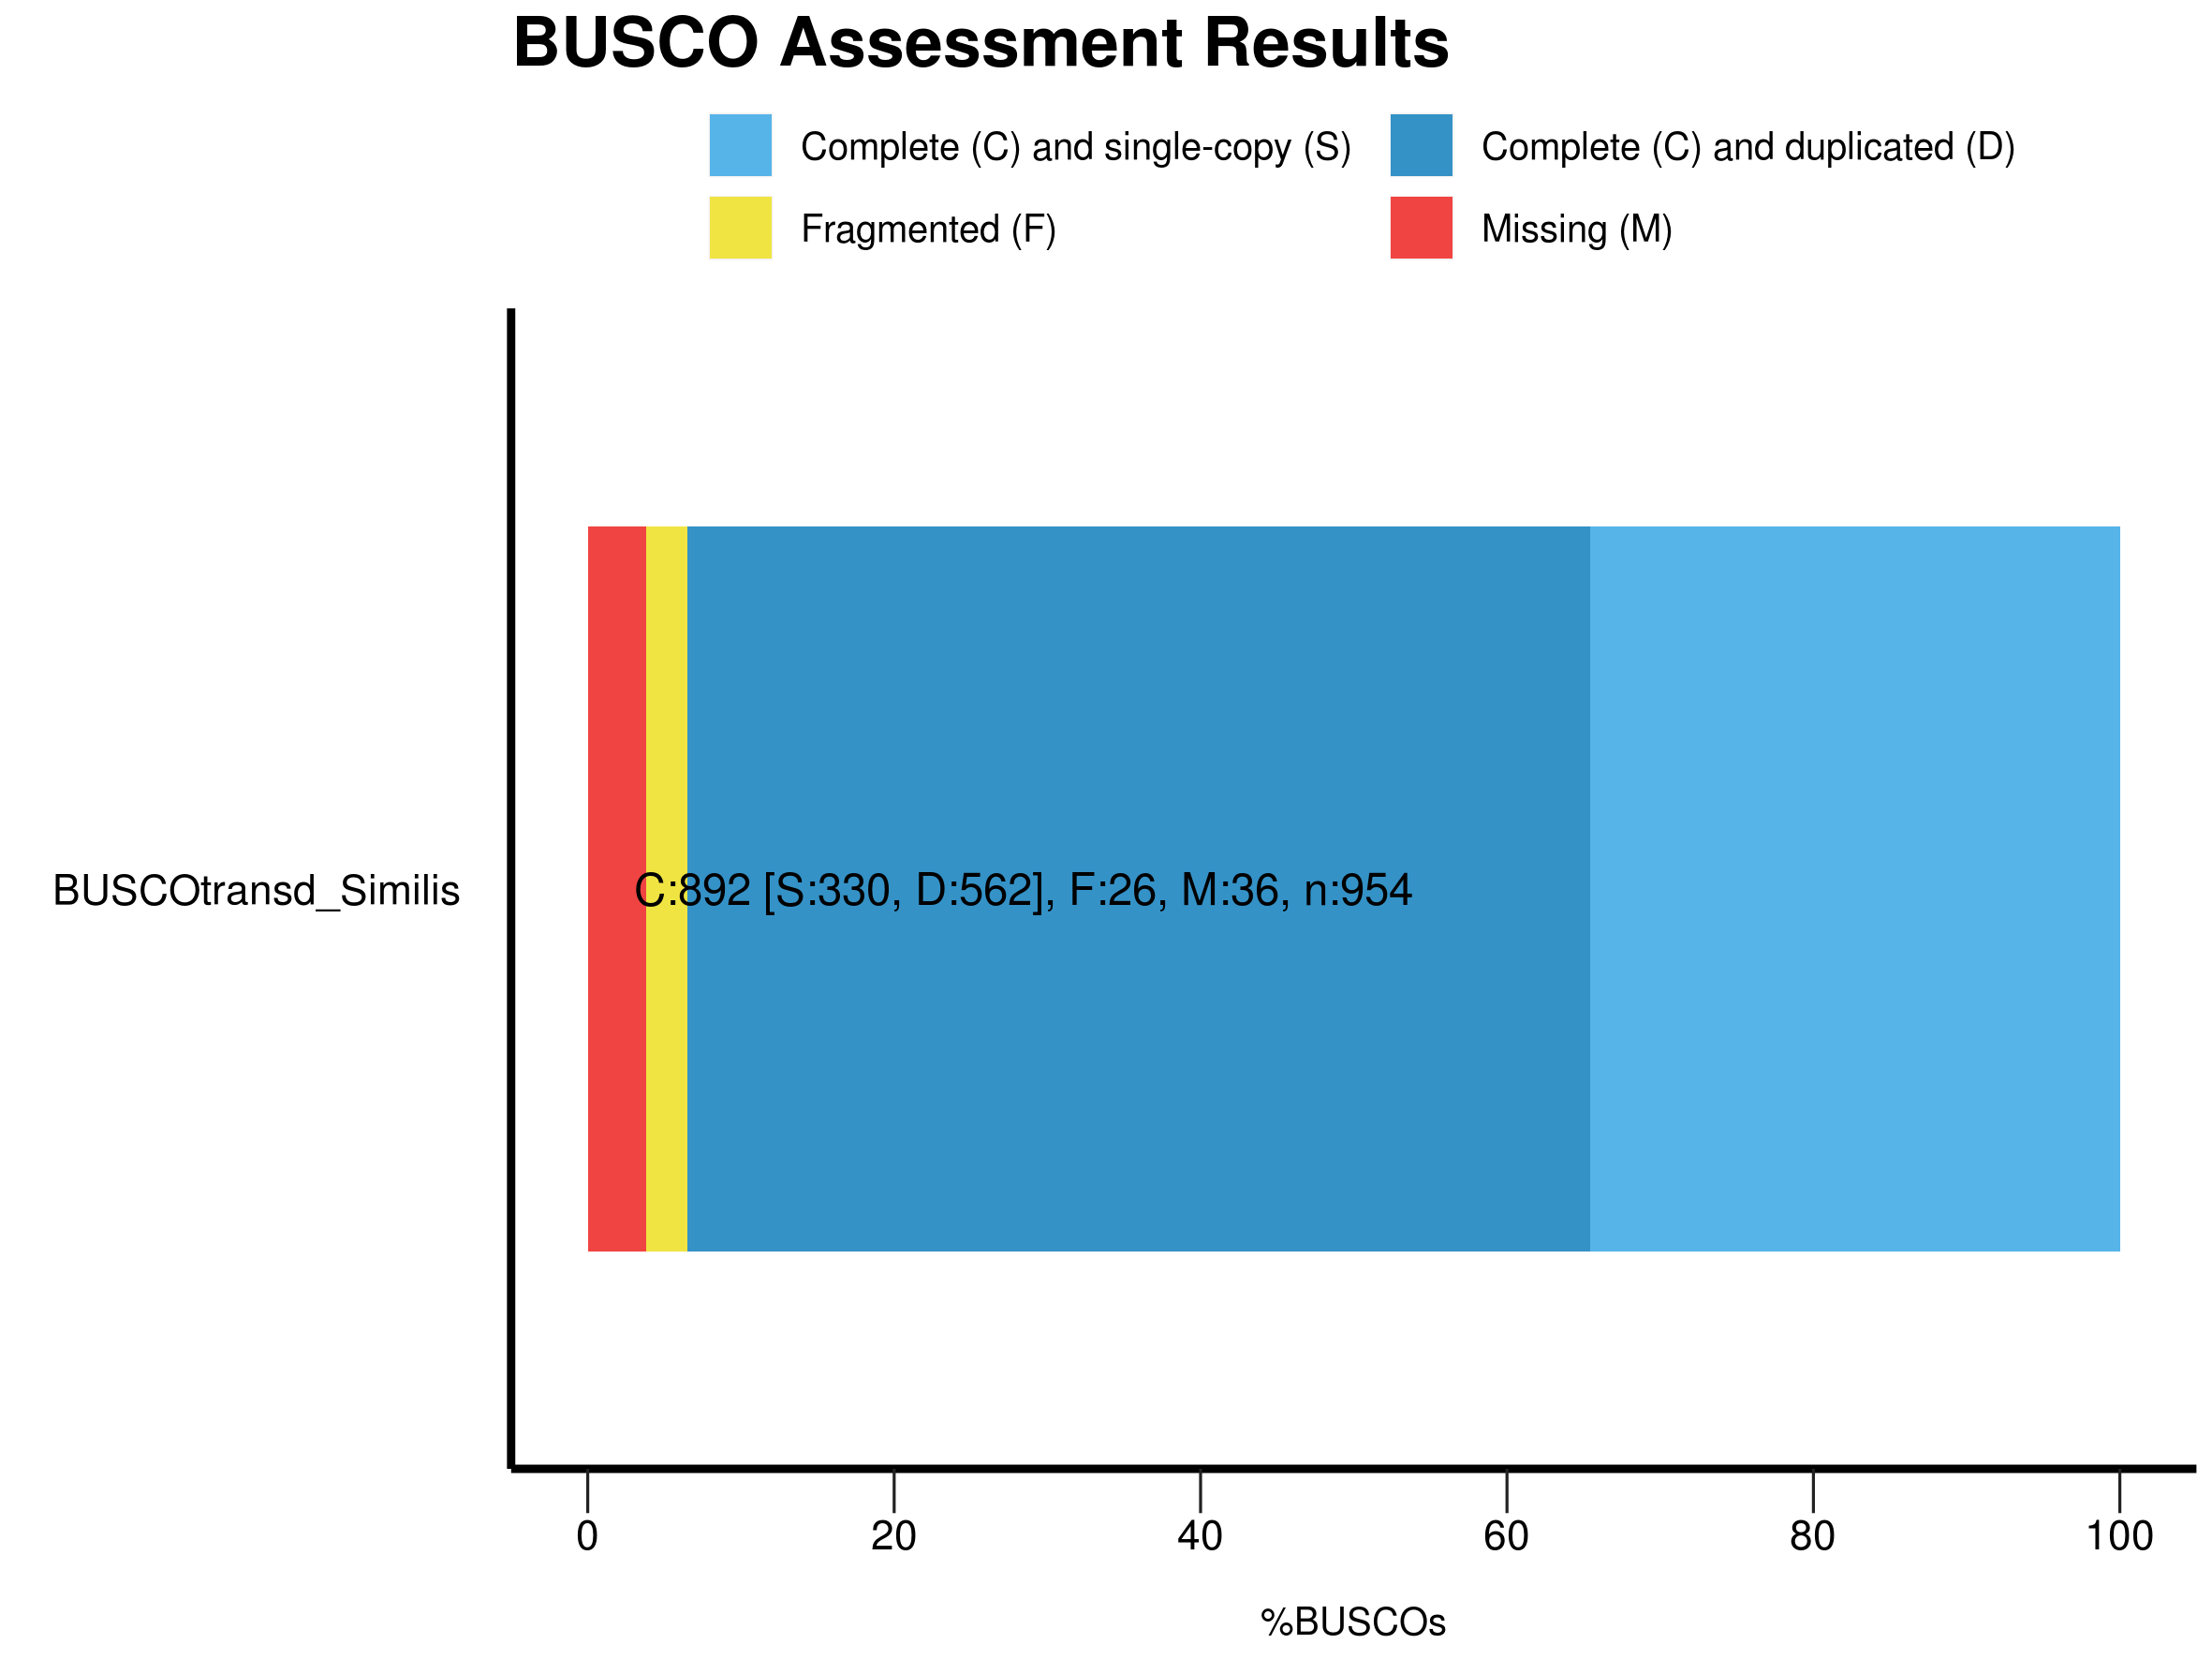 BUSCO Assessment Results
Complete (C) and single-copy (S) Complete (C) and duplicated (D)
Fragmented (F) Missing (M)
BUSCOtransd_Similis C:892 [S:330, D:562], F:26, M:36, n:954
0 20 40 60 80 100
%BUSCOs